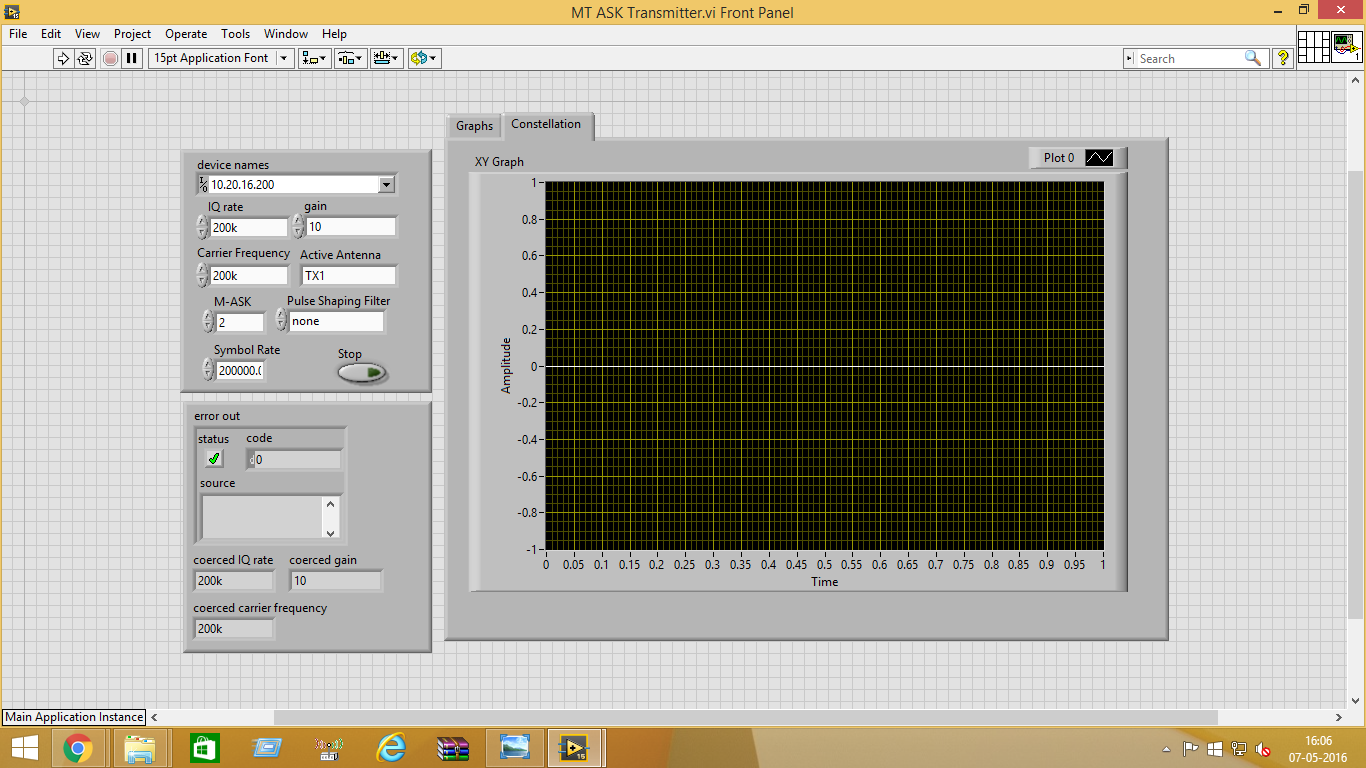 MT ASK Transmitter.vi Front Panel
File Edit View Project Operate Tools Window Help
15pt Application Font
Search
?
1
Graphs
Constellation
device names
10.20.16.200
IQ rate
gain
200k
10
Carrier Frequency
Active Antenna
200k
TX1
M-ASK
Pulse Shaping Filter
2
none
Symbol Rate
Stop
200000.0
error out
status
code
d0
source
coerced IQ rate
coerced gain
200k
10
coerced carrier frequency
200k
XY Graph
Plot 0
1
0.8
0.6
0.4
0.2
0
-0.2
-0.4
-0.6
-0.8
-1
Amplitude
0 0.05 0.1 0.15 0.2 0.25 0.3 0.35 0.4 0.45 0.5 0.55 0.6 0.65 0.7 0.75 0.8 0.85 0.9 0.95 1
Time
Main Application Instance
15
16:06
07-05-2016